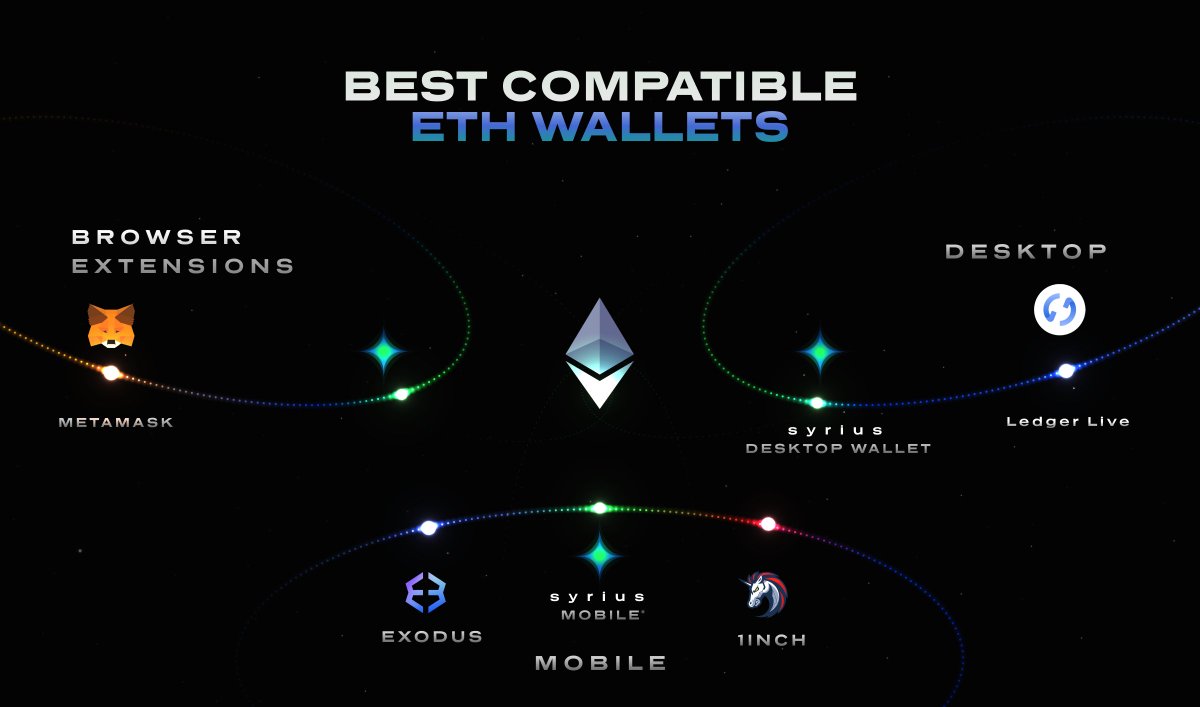 BEST COMPATIBLE
ETH WALLETS
BROWSER
EXTENSIONS
METAMASK
DESKTOP
syrius
DESKTOP WALLET
Ledger Live
EXODUS
syrius
MOBILE*
1INCH
MOBILE